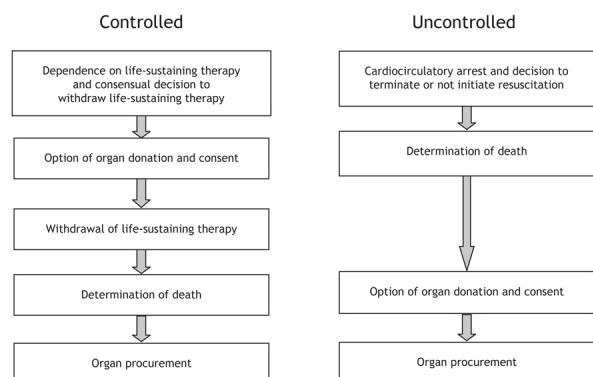 Controlled
Dependence on life-sustaining therapy
and consensual decision to
withdraw life-sustaining therapy
Option of organ donation and consent
Withdrawal of life-sustaining therapy
Determination of death
Organ procurement
Uncontrolled
Cardiocirculatory arrest and decision to
terminate or not initiate resuscitation
Determination of death
Option of organ donation and consent
Organ procurement